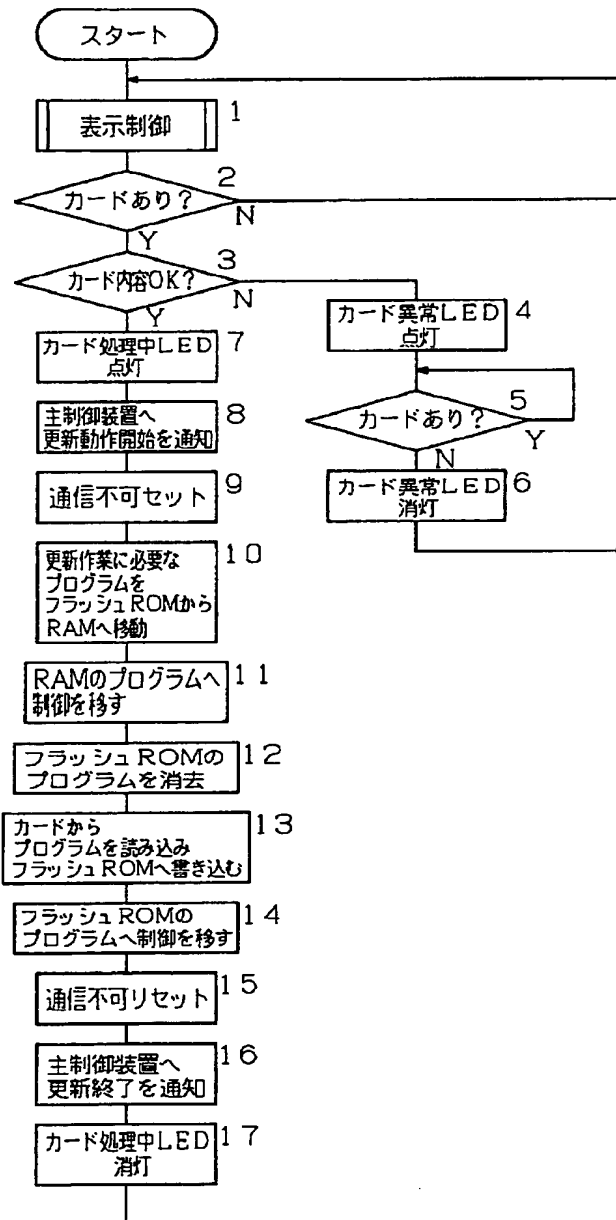 スタート
表示制御
1
カードあり?
2
N
Y
カード内容OK?
3
N
Y
カード異常LED
点灯
4
カードあり?
5
Y
N
カード異常LED
消灯
6
カード処理中LED
点灯
7
主制御装置へ
更新動作開始を通知
8
通信不可セット
9
更新作業に必要な
プログラムを
フラッシュROMから
RAMへ移動
10
RAMのプログラムへ
制御を移す
11
フラッシュROMの
プログラムを消去
12
カードから
プログラムを読み込み
フラッシュROMへ書き込む
13
フラッシュROMの
プログラムへ制御を移す
14
通信不可リセット
15
主制御装置へ
更新終了を通知
16
カード処理中LED
消灯
17